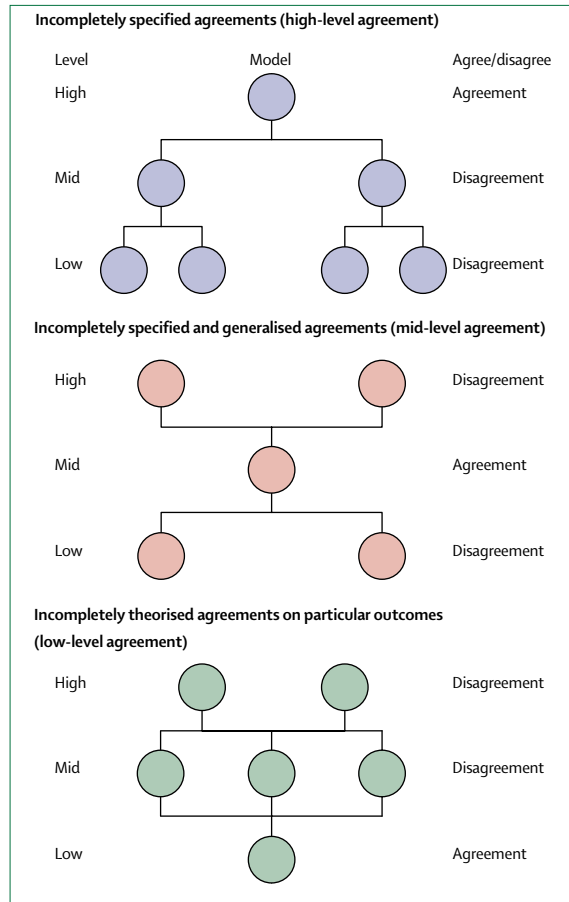 Incompletely specified agreements (high-level agreement)
Level Model Agree/disagree
High Agreement
Mid Disagreement
Low Disagreement
Incompletely specified and generalised agreements (mid-level agreement)
High Disagreement
Mid Agreement
Low Disagreement
Incompletely theorised agreements on particular outcomes
(low-level agreement)
High Disagreement
Mid Disagreement
Low Agreement